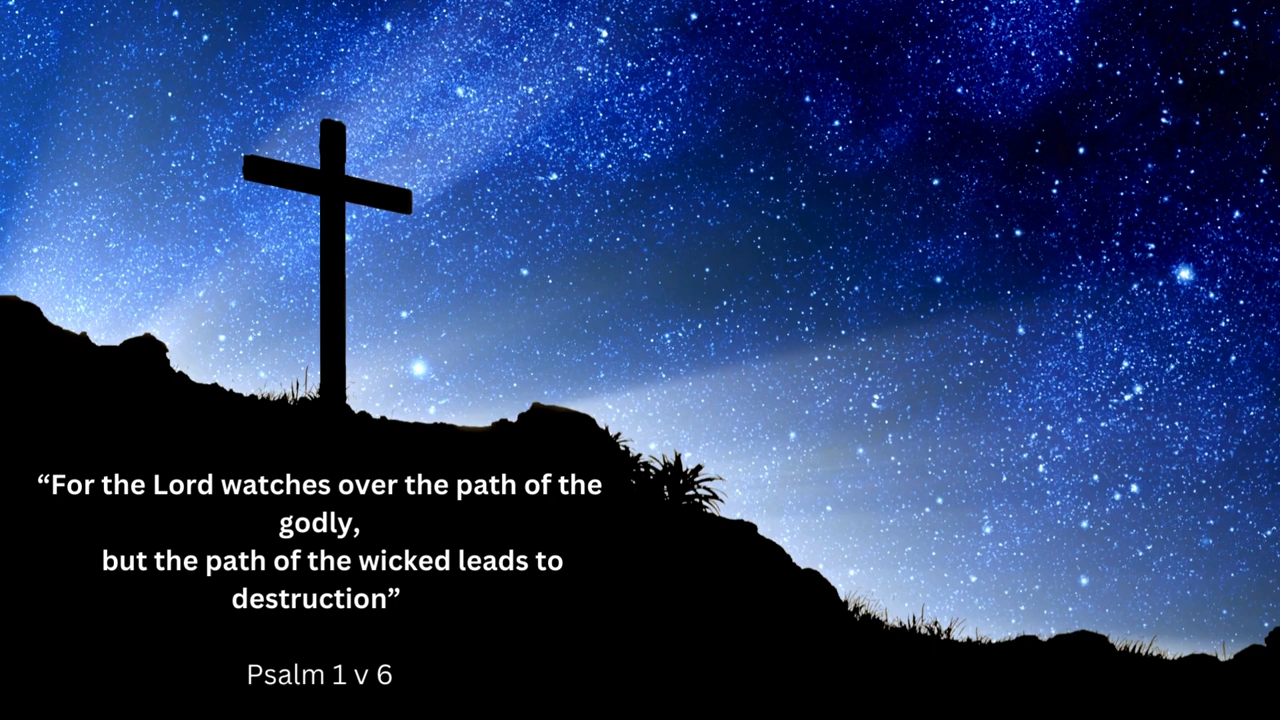 “For the Lord watches over the path of the
godly,
but the path of the wicked leads to
destruction”
Psalm 1 v 6